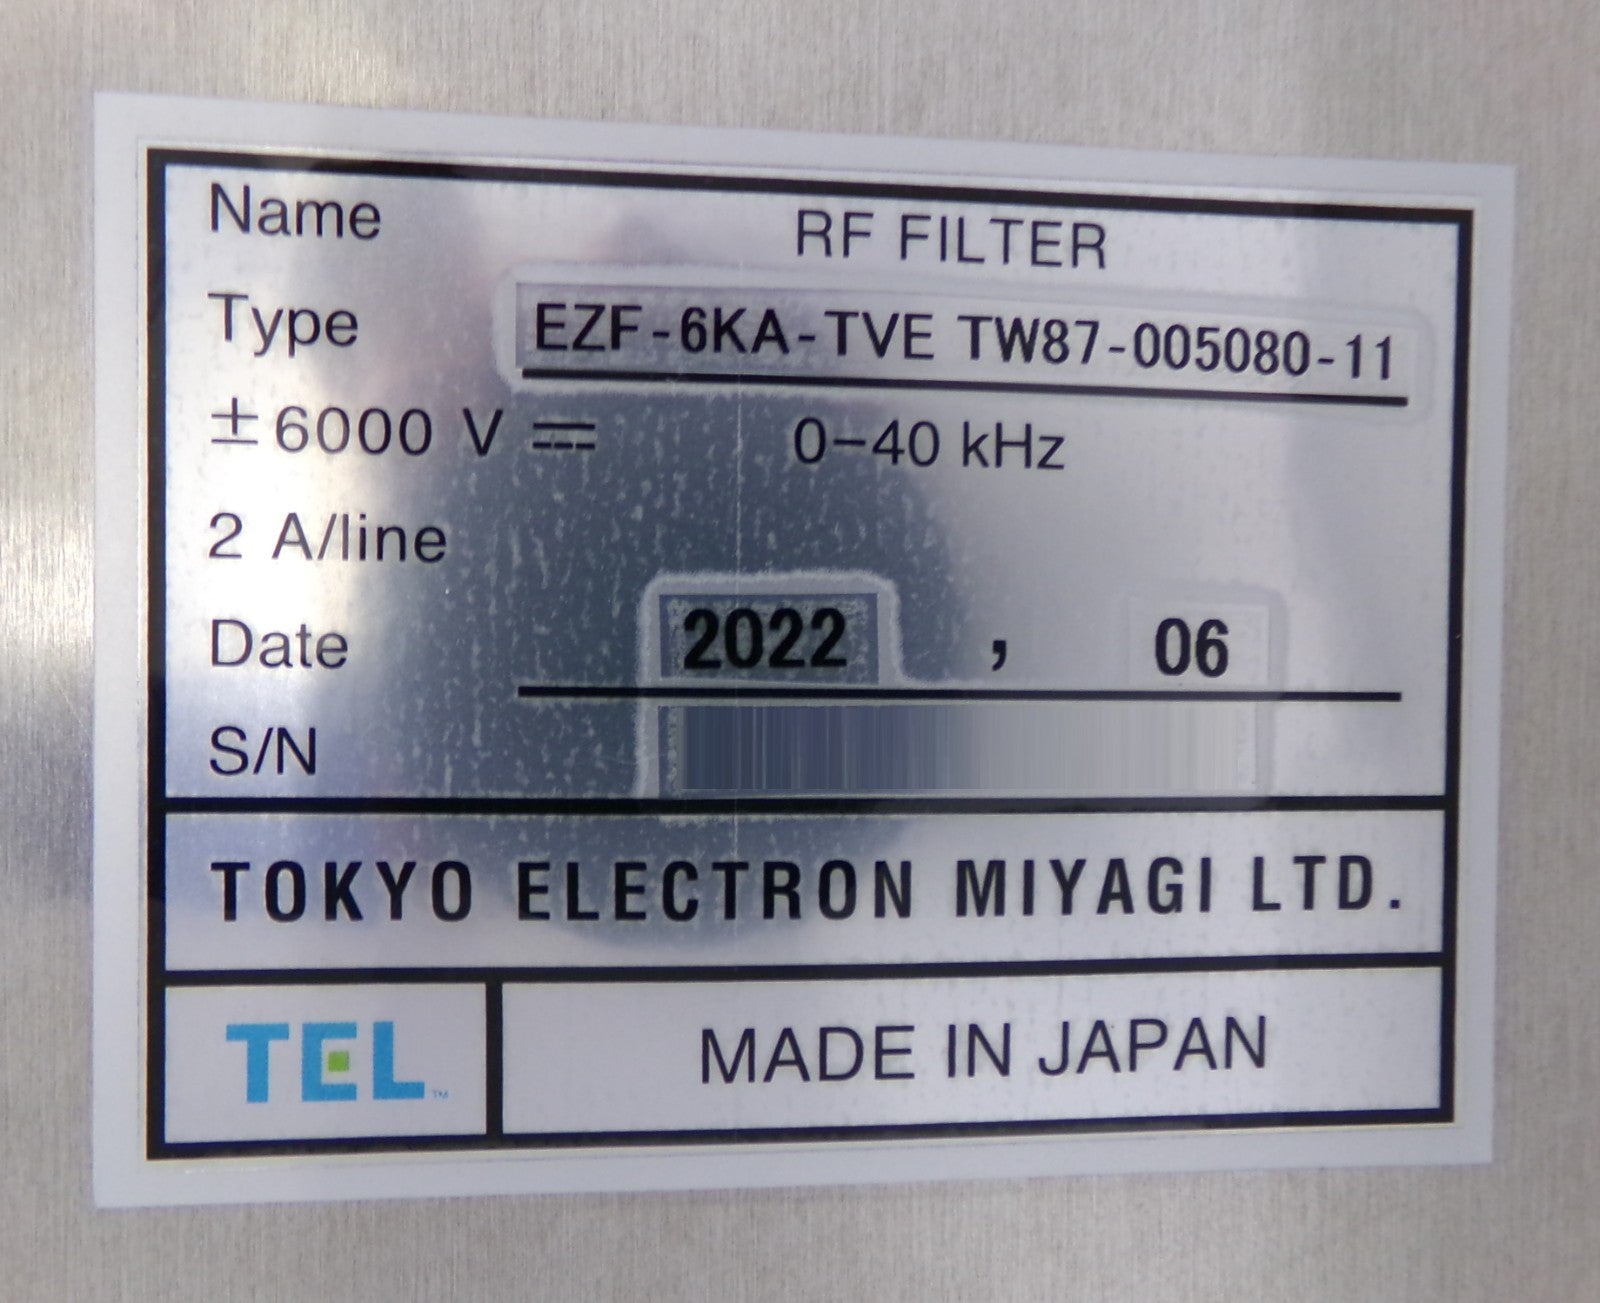 Name RF FILTER
Type EZF-6KA-TVE TW87-005080-11
±6000 V ⎓ 0-40 kHz
2 A/line
Date 2022 , 06
S/N
TOKYO ELECTRON MIYAGI LTD.
TEL™ MADE IN JAPAN